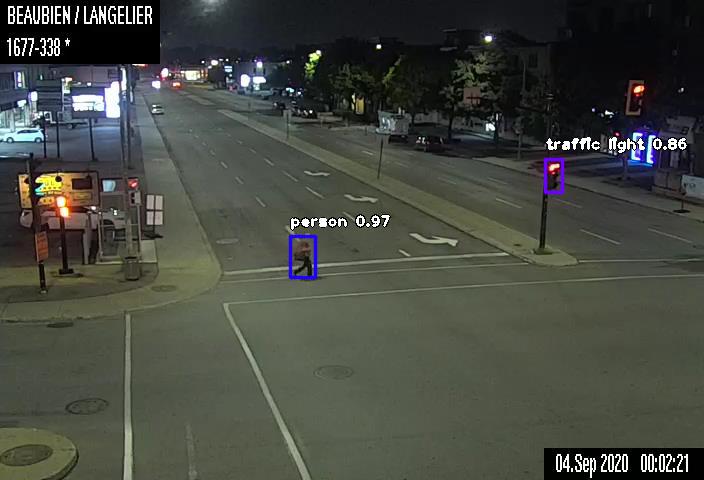 BEAUBIEN / LANGELIER
1677-338 *
traffic light 0.86
person 0.97
04.Sep 2020 00:02:21